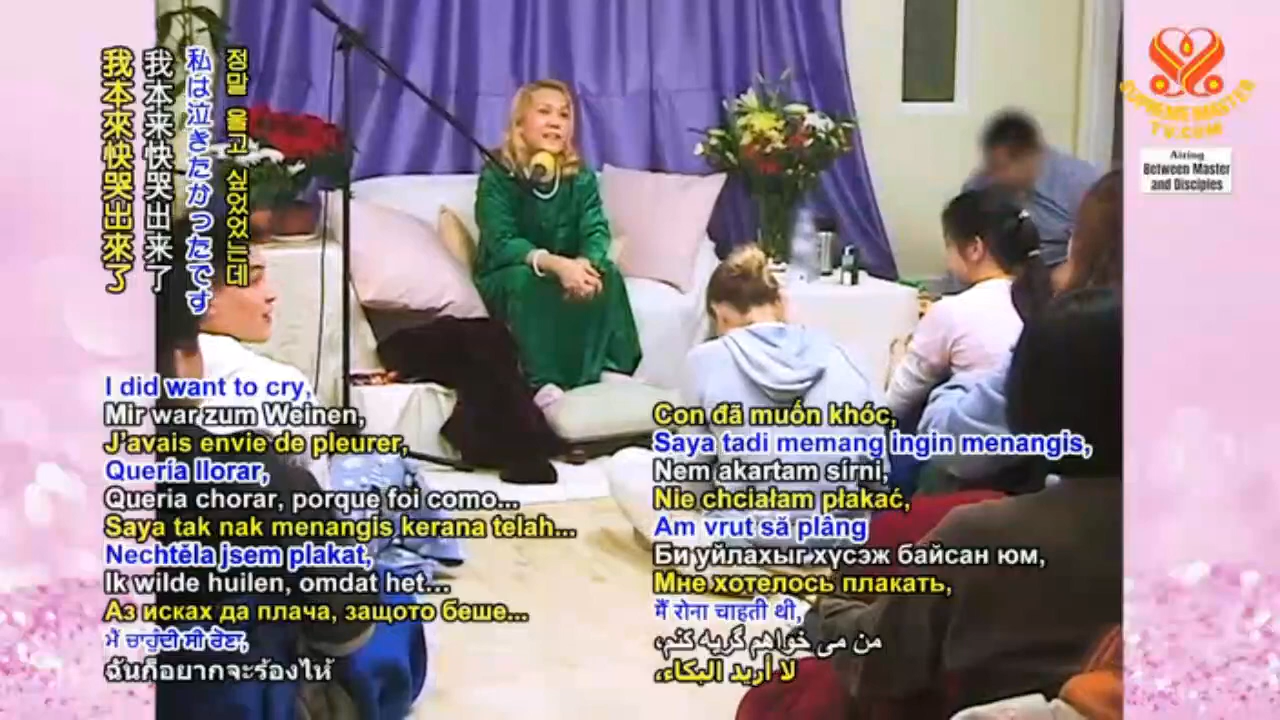 我本來快哭出來了
我本来快哭出来了
私は泣きたかったです
정말 울고 싶었었는데
SUPREME MASTER
TV.COM
Airing
Between Master
and Disciples
I did want to cry,
Mir war zum Weinen,
J'avais envie de pleurer,
Quería llorar,
Queria chorar, porque foi como...
Saya tak nak menangis kerana telah...
Nechtěla jsem plakat,
Ik wilde huilen, omdat het...
Аз исках да плача, защото беше...
ਮੈਂ ਚਾਹੁੰਦੀ ਸੀ ਰੋਣਾ,
ฉันก็อยากจะร้องไห้
Con đã muốn khóc,
Saya tadi memang ingin menangis,
Nem akartam sírni,
Nie chciałam płakać,
Am vrut să plâng
Би уйлахыг хүсэж байсан юм,
Мне хотелось плакать,
मैं रोना चाहती थी,
من می خواهم گریه کنم،
لا أريد البكاء،